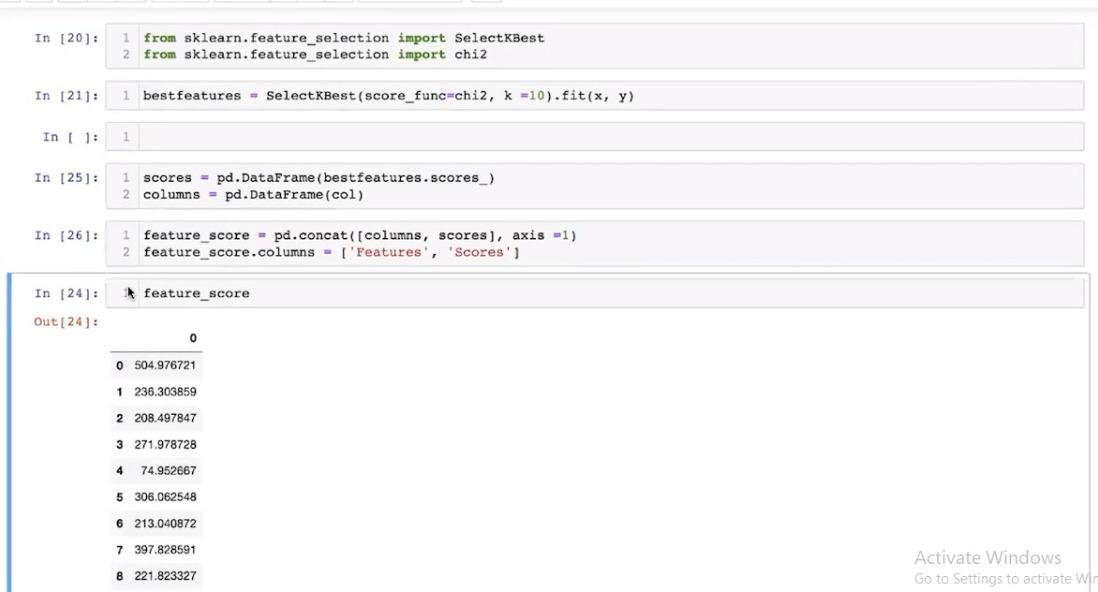 In [20]: 1 from sklearn.feature_selection import SelectKBest
2 from sklearn.feature_selection import chi2
In [21]: 1 bestfeatures = SelectKBest(score_func=chi2, k =10).fit(x, y)
In [ ]: 1
In [25]: 1 scores = pd.DataFrame(bestfeatures.scores_)
2 columns = pd.DataFrame(col)
In [26]: 1 feature_score = pd.concat([columns, scores], axis =1)
2 feature_score.columns = ['Features', 'Scores']
In [24]: 1 feature_score
Out[24]:
0
0 504.976721
1 236.303859
2 208.497847
3 271.978728
4 74.952667
5 306.062548
6 213.040872
7 397.828591
8 221.823327
Activate Windows
Go to Settings to activate Win